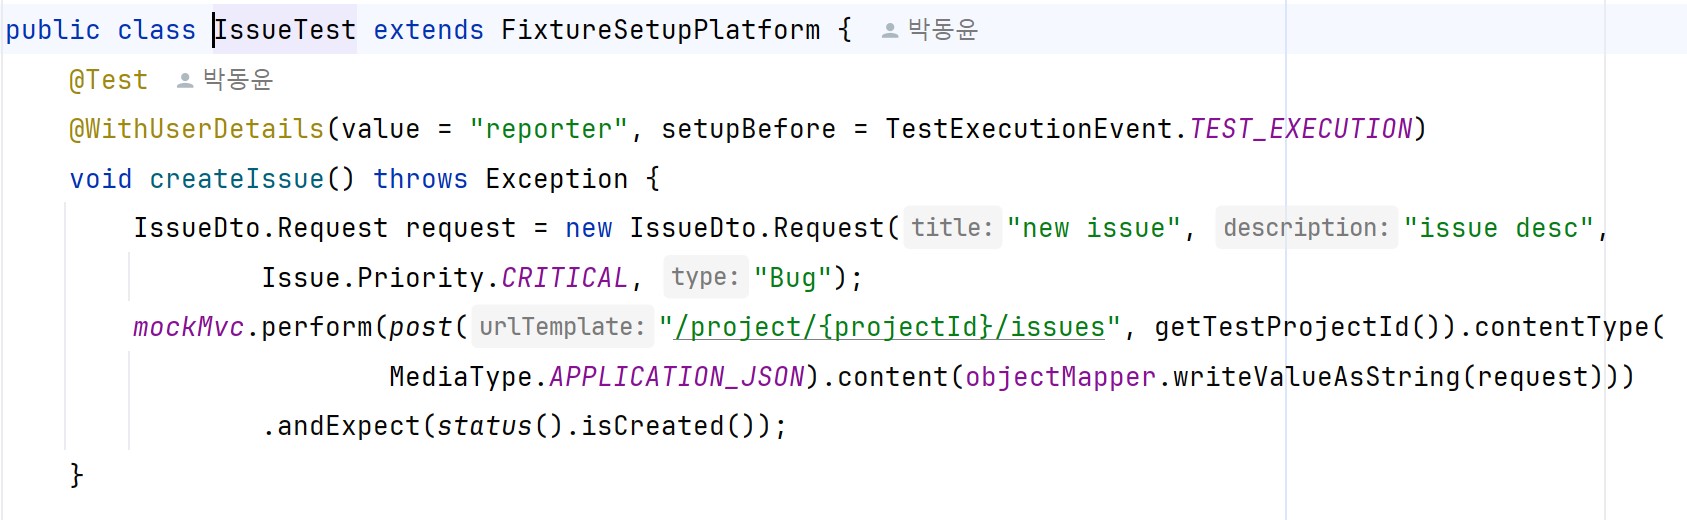 public class IssueTest extends FixtureSetupPlatform { 박동윤
@Test 박동윤
@WithUserDetails(value = "reporter", setupBefore = TestExecutionEvent.TEST_EXECUTION)
void createIssue() throws Exception {
IssueDto.Request request = new IssueDto.Request( title: "new issue", description: "issue desc",
Issue.Priority.CRITICAL, type: "Bug");
mockMvc.perform(post( urlTemplate: "/project/{projectId}/issues", getTestProjectId()).contentType(
MediaType.APPLICATION_JSON).content(objectMapper.writeValueAsString(request)))
.andExpect(status().isCreated());
}